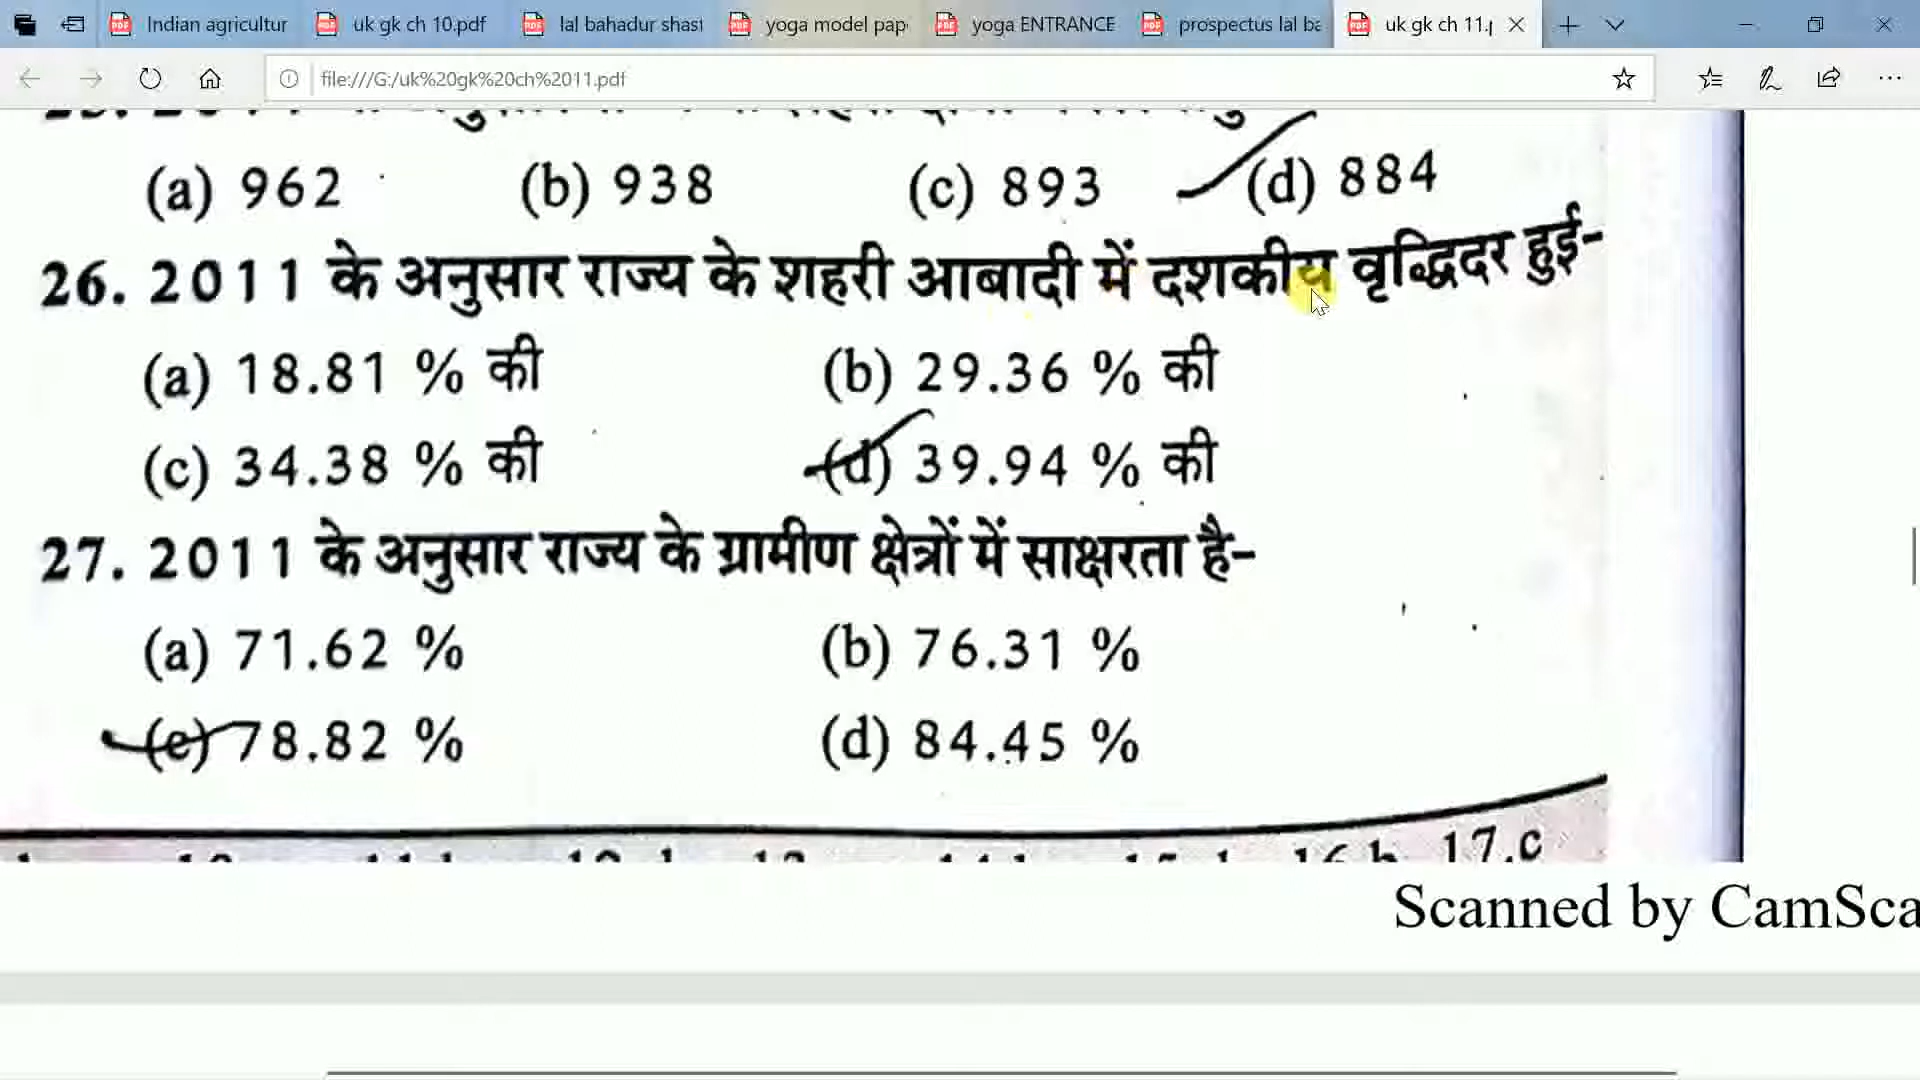 Indian agricultur uk gk ch 10.pdf lal bahadur shast yoga model pap yoga ENTRANCE prospectus lal ba uk gk ch 11.p
file:///G:/uk%20gk%20ch%2011.pdf
(a) 962 (b) 938 (c) 893 (d) 884
26. 2011 के अनुसार राज्य के शहरी आबादी में दशकीय वृद्धिदर हुई-
(a) 18.81 % की (b) 29.36 % की
(c) 34.38 % की (d) 39.94 % की
27. 2011 के अनुसार राज्य के ग्रामीण क्षेत्रों में साक्षरता है-
(a) 71.62 % (b) 76.31 %
(c) 78.82 % (d) 84.45 %
17.c
Scanned by CamSca